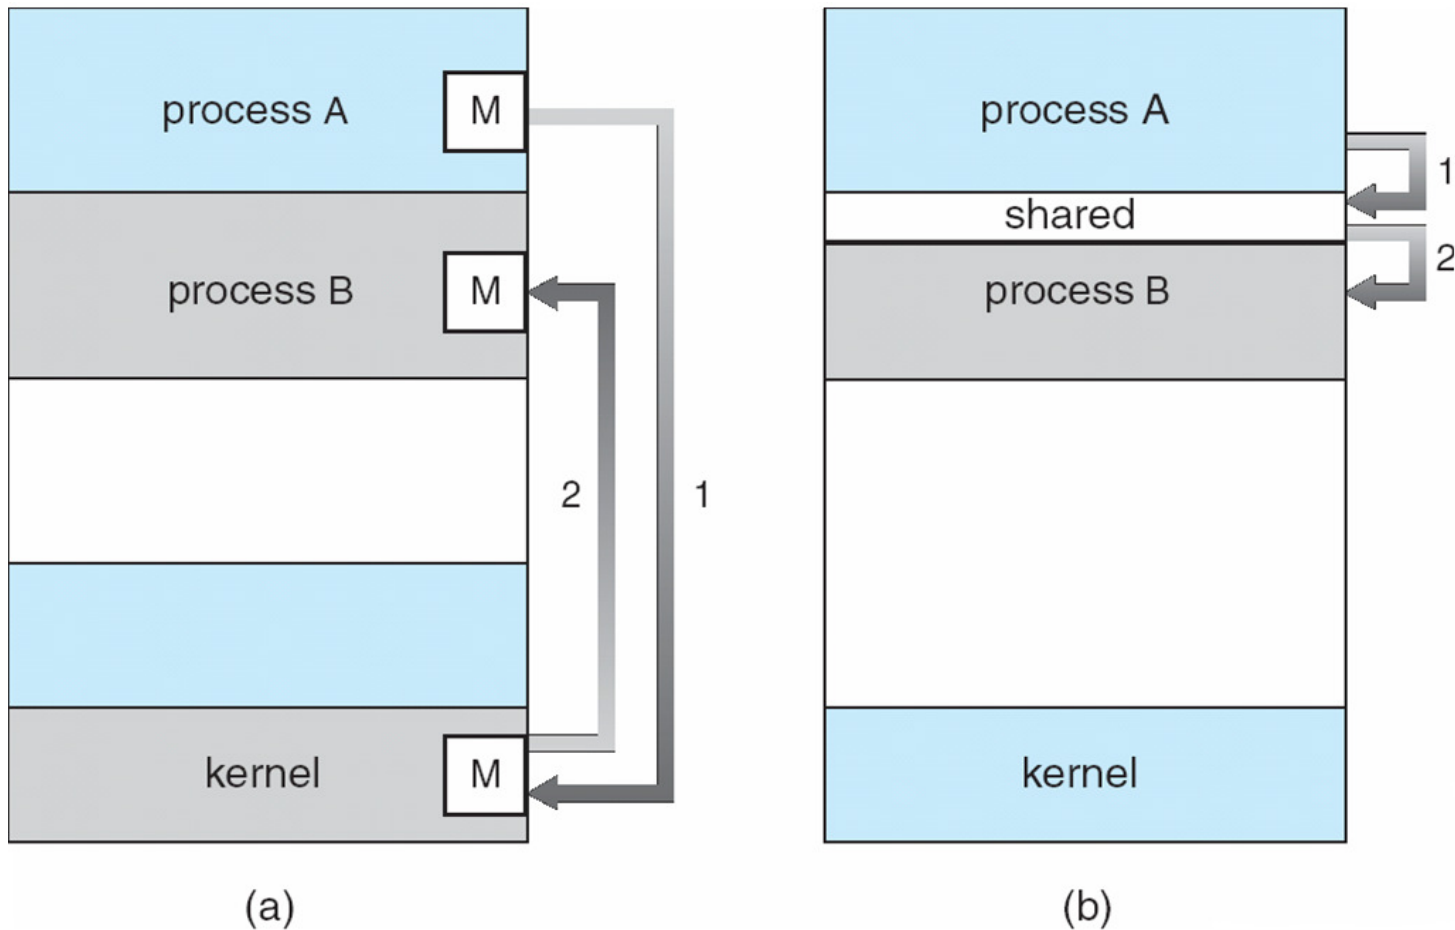 process A
M
process B
M
2
1
kernel
M
(a)
process A
1
shared
2
process B
kernel
(b)